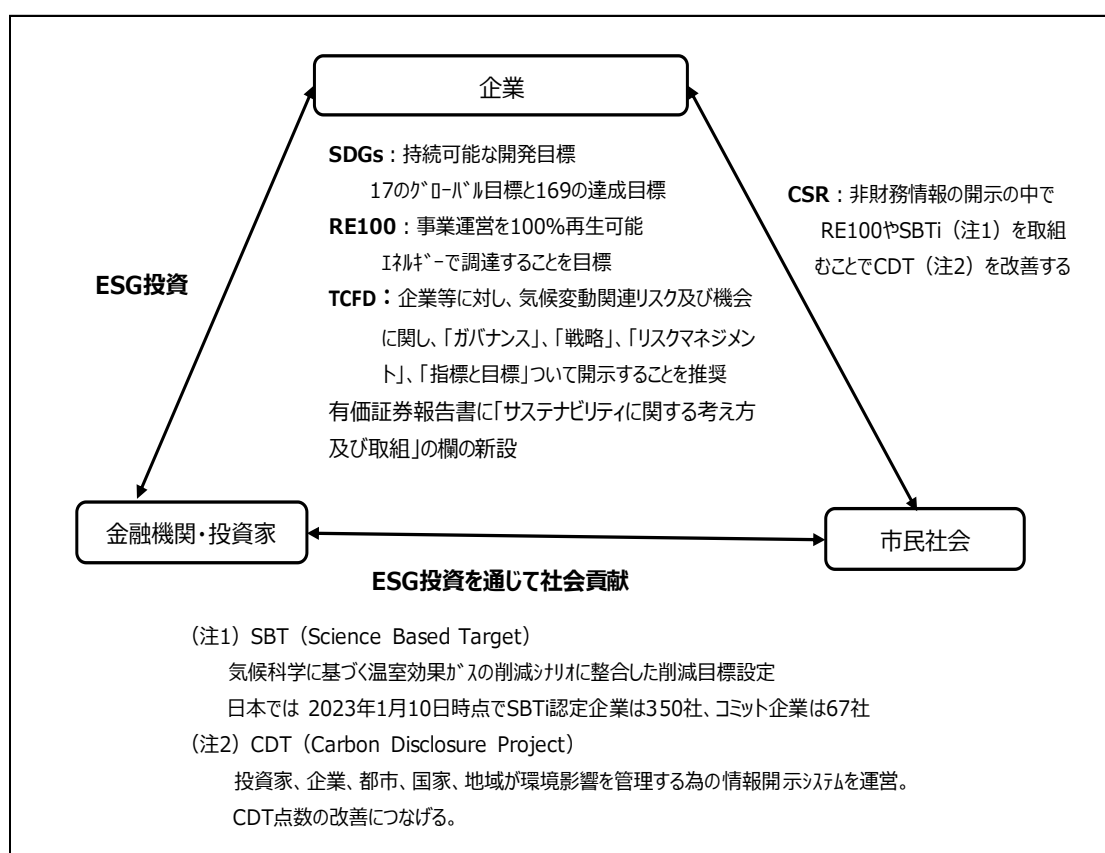 企業
SDGs：持続可能な開発目標
17のｸﾞﾛｰﾊﾞﾙ目標と169の達成目標
RE100：事業運営を100%再生可能
ｴﾈﾙｷﾞｰで調達することを目標
TCFD：企業等に対し、気候変動関連リスク及び機会
に関し、「ガバナンス」、「戦略」、「リスクマネジメン
ト」、「指標と目標」ついて開示することを推奨
有価証券報告書に「サステナビリティに関する考え方
及び取組」の欄の新設
CSR：非財務情報の開示の中で
RE100やSBTi（注1）を取組
むことでCDT（注2）を改善する
ESG投資
金融機関・投資家
市民社会
ESG投資を通じて社会貢献
（注1）SBT（Science Based Target）
気候科学に基づく温室効果ｶﾞｽの削減ｼﾅﾘｵに整合した削減目標設定
日本では 2023年1月10日時点でSBTi認定企業は350社、コミット企業は67社
（注2）CDT（Carbon Disclosure Project）
投資家、企業、都市、国家、地域が環境影響を管理する為の情報開示ｼｽﾃﾑを運営。
CDT点数の改善につなげる。